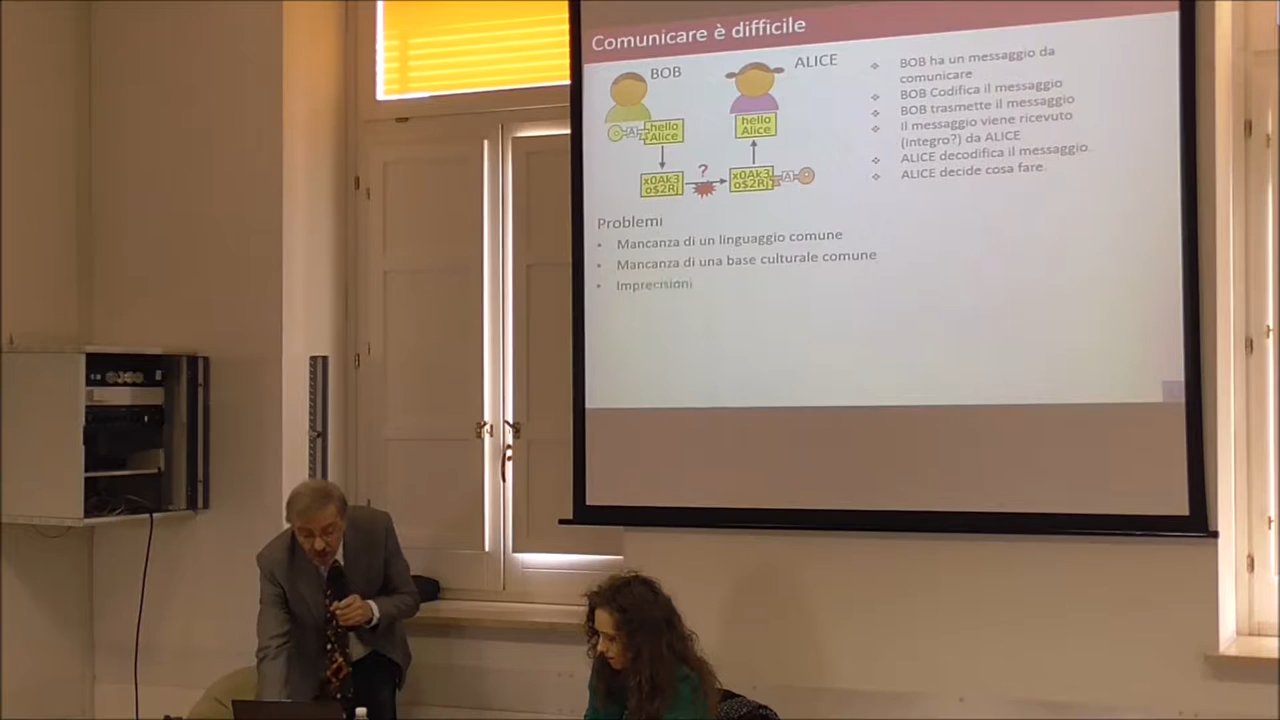 Comunicare è difficile
BOB
ALICE
hello
Alice
A
hello
Alice
?
x0Ak3
o$2Rj
x0Ak3
o$2Rj
A
BOB ha un messaggio da
comunicare
BOB Codifica il messaggio
BOB trasmette il messaggio
Il messaggio viene ricevuto
(integro?) da ALICE
ALICE decodifica il messaggio
ALICE decide cosa fare.
Problemi
• Mancanza di un linguaggio comune
• Mancanza di una base culturale comune
• Imprecisioni